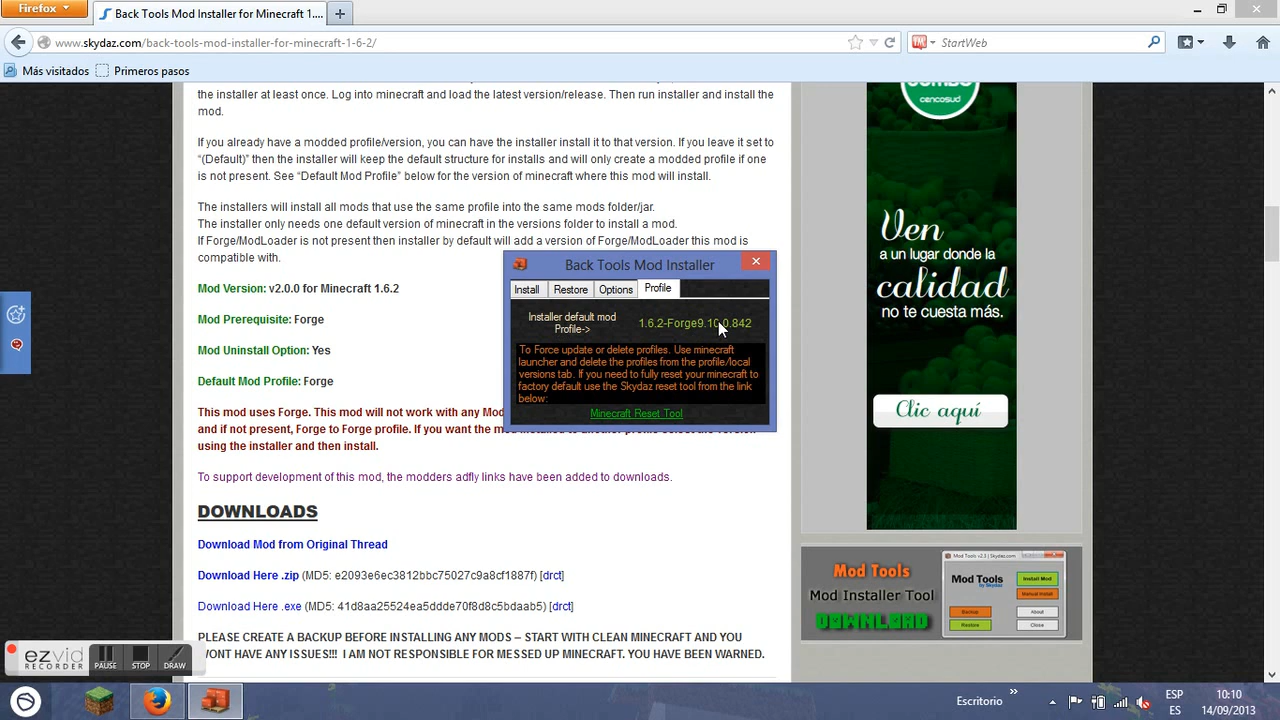 Firefox
Back Tools Mod Installer for Minecraft 1....
www.skydaz.com/back-tools-mod-installer-for-minecraft-1-6-2/
StartWeb
Más visitados
Primeros pasos
the installer at least once. Log into minecraft and load the latest version/release. Then run installer and install the
mod.
If you already have a modded profile/version, you can have the installer install it to that version. If you leave it set to
“(Default)” then the installer will keep the default structure for installs and will only create a modded profile if one
is not present. See “Default Mod Profile” below for the version of minecraft where this mod will install.
The installers will install all mods that use the same profile into the same mods folder/jar.
The installer only needs one default version of minecraft in the versions folder to install a mod.
If Forge/ModLoader is not present then installer by default will add a version of Forge/ModLoader this mod is
compatible with.
Mod Version: v2.0.0 for Minecraft 1.6.2
Mod Prerequisite: Forge
Mod Uninstall Option: Yes
Default Mod Profile: Forge
This mod uses Forge. This mod will not work with any Mod
and if not present, Forge to Forge profile. If you want the mod
using the installer and then install.
To support development of this mod, the modders adfly links have been added to downloads.
DOWNLOADS
Download Mod from Original Thread
Download Here .zip (MD5: e2093e6ec3812bbc75027c9a8cf1887f) [drct]
Download Here .exe (MD5: 41d8aa25524ea5ddde70f8d8c5bdaab5) [drct]
PLEASE CREATE A BACKUP BEFORE INSTALLING ANY MODS – START WITH CLEAN MINECRAFT AND YOU
WONT HAVE ANY ISSUES!!! I AM NOT RESPONSIBLE FOR MESSED UP MINECRAFT. YOU HAVE BEEN WARNED.
Back Tools Mod Installer
Install
Restore
Options
Profile
Installer default mod
Profile->
1.6.2-Forge9.10.0.842
To Force update or delete profiles. Use minecraft
launcher and delete the profiles from the profile/local
versions tab. If you need to fully reset your minecraft to
factory default use the Skydaz reset tool from the link
below:
Minecraft Reset Tool
cencosud
Ven
a un lugar donde la
calidad
no te cuesta más.
Clic aquí
Mod Tools
Mod Installer Tool
DOWNLOAD
Mod Tools v2.3 | Skydaz.com
Mod Tools
by Skydaz
Install Mod
Manual Install
Backup
About
Restore
Close
ezvid
RECORDER
PAUSE
STOP
DRAW
Escritorio
ESP
ES
10:10
14/09/2013